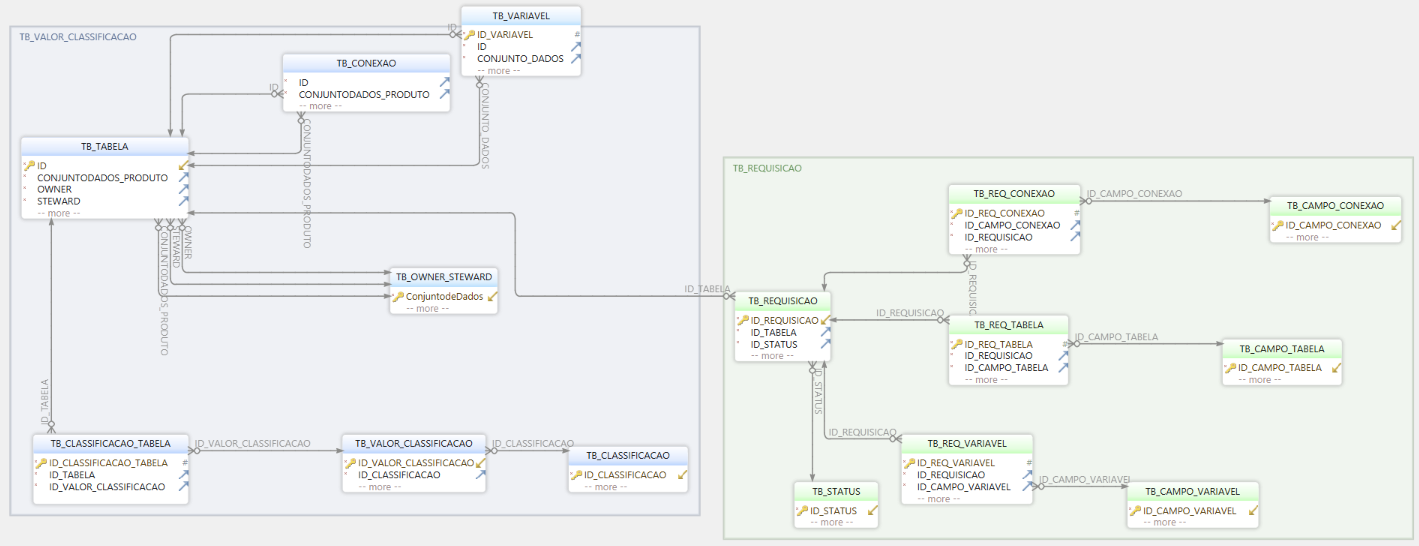 TB_VALOR_CLASSIFICACAO
TB_VARIAVEL
ID_VARIAVEL #
ID
CONJUNTO_DADOS
-- more --
ID
CONJUNTO_DADOS
TB_CONEXAO
ID
CONJUNTODADOS_PRODUTO
-- more --
ID
CONJUNTODADOS_PRODUTO
TB_TABELA
ID
CONJUNTODADOS_PRODUTO
OWNER
STEWARD
-- more --
OWNER
STEWARD
CONJUNTODADOS_PRODUTO
TB_OWNER_STEWARD
ConjuntodeDados
-- more --
ID_TABELA
TB_CLASSIFICACAO_TABELA
ID_CLASSIFICACAO_TABELA #
ID_TABELA
ID_VALOR_CLASSIFICACAO
ID_VALOR_CLASSIFICACAO
TB_VALOR_CLASSIFICACAO
ID_VALOR_CLASSIFICACAO
ID_CLASSIFICACAO
-- more --
ID_CLASSIFICACAO
TB_CLASSIFICACAO
ID_CLASSIFICACAO
-- more --
TB_REQUISICAO
TB_REQ_CONEXAO
ID_REQ_CONEXAO #
ID_CAMPO_CONEXAO
ID_REQUISICAO
-- more --
ID_CAMPO_CONEXAO
TB_CAMPO_CONEXAO
ID_CAMPO_CONEXAO
-- more --
ID_REQUISIC
ID_TABELA
TB_REQUISICAO
ID_REQUISICAO
ID_TABELA
ID_STATUS
-- more --
ID_REQUISICAO
TB_REQ_TABELA
ID_REQ_TABELA #
ID_REQUISICAO
ID_CAMPO_TABELA
-- more --
ID_CAMPO_TABELA
TB_CAMPO_TABELA
ID_CAMPO_TABELA
-- more --
ID_STATUS
ID_REQUISICAO
TB_REQ_VARIAVEL
ID_REQ_VARIAVEL #
ID_REQUISICAO
ID_CAMPO_VARIAVEL
-- more --
ID_CAMPO_VARIAVEL
TB_STATUS
ID_STATUS
-- more --
TB_CAMPO_VARIAVEL
ID_CAMPO_VARIAVEL
-- more --